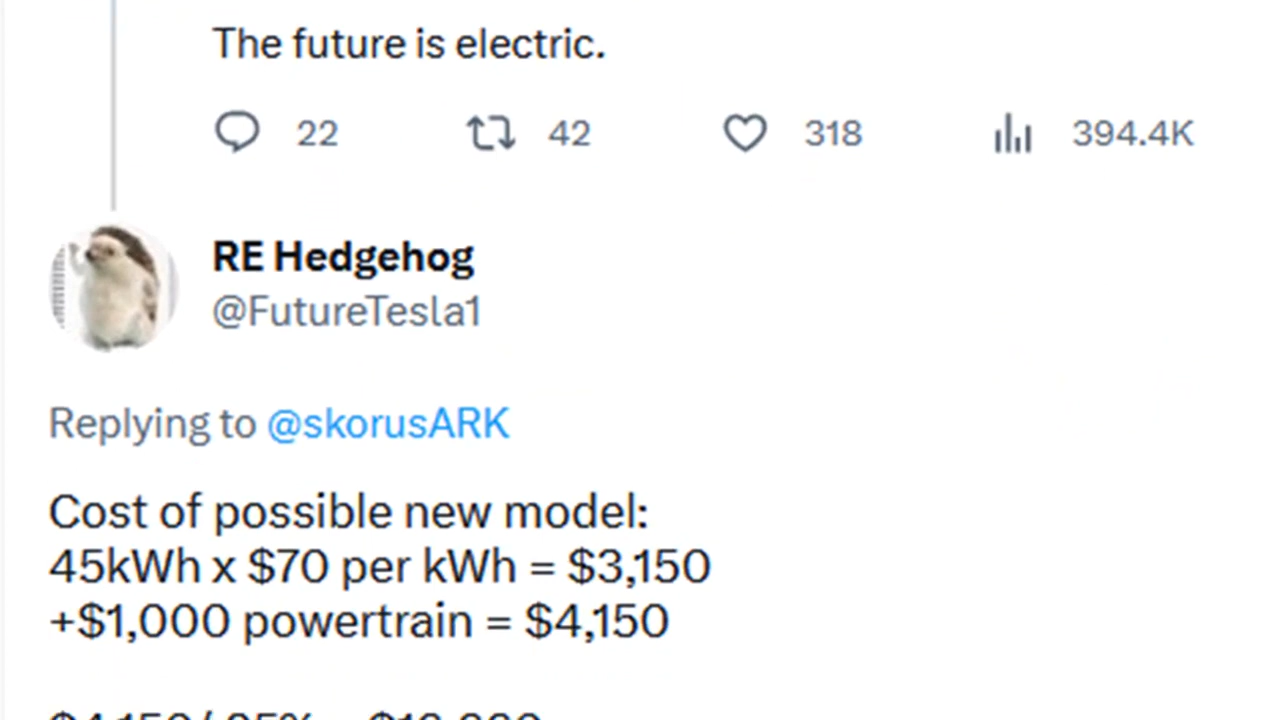 The future is electric.
22 42 318 394.4K
RE Hedgehog
@FutureTesla1
Replying to @skorusARK
Cost of possible new model:
45kWh x $70 per kWh = $3,150
+$1,000 powertrain = $4,150